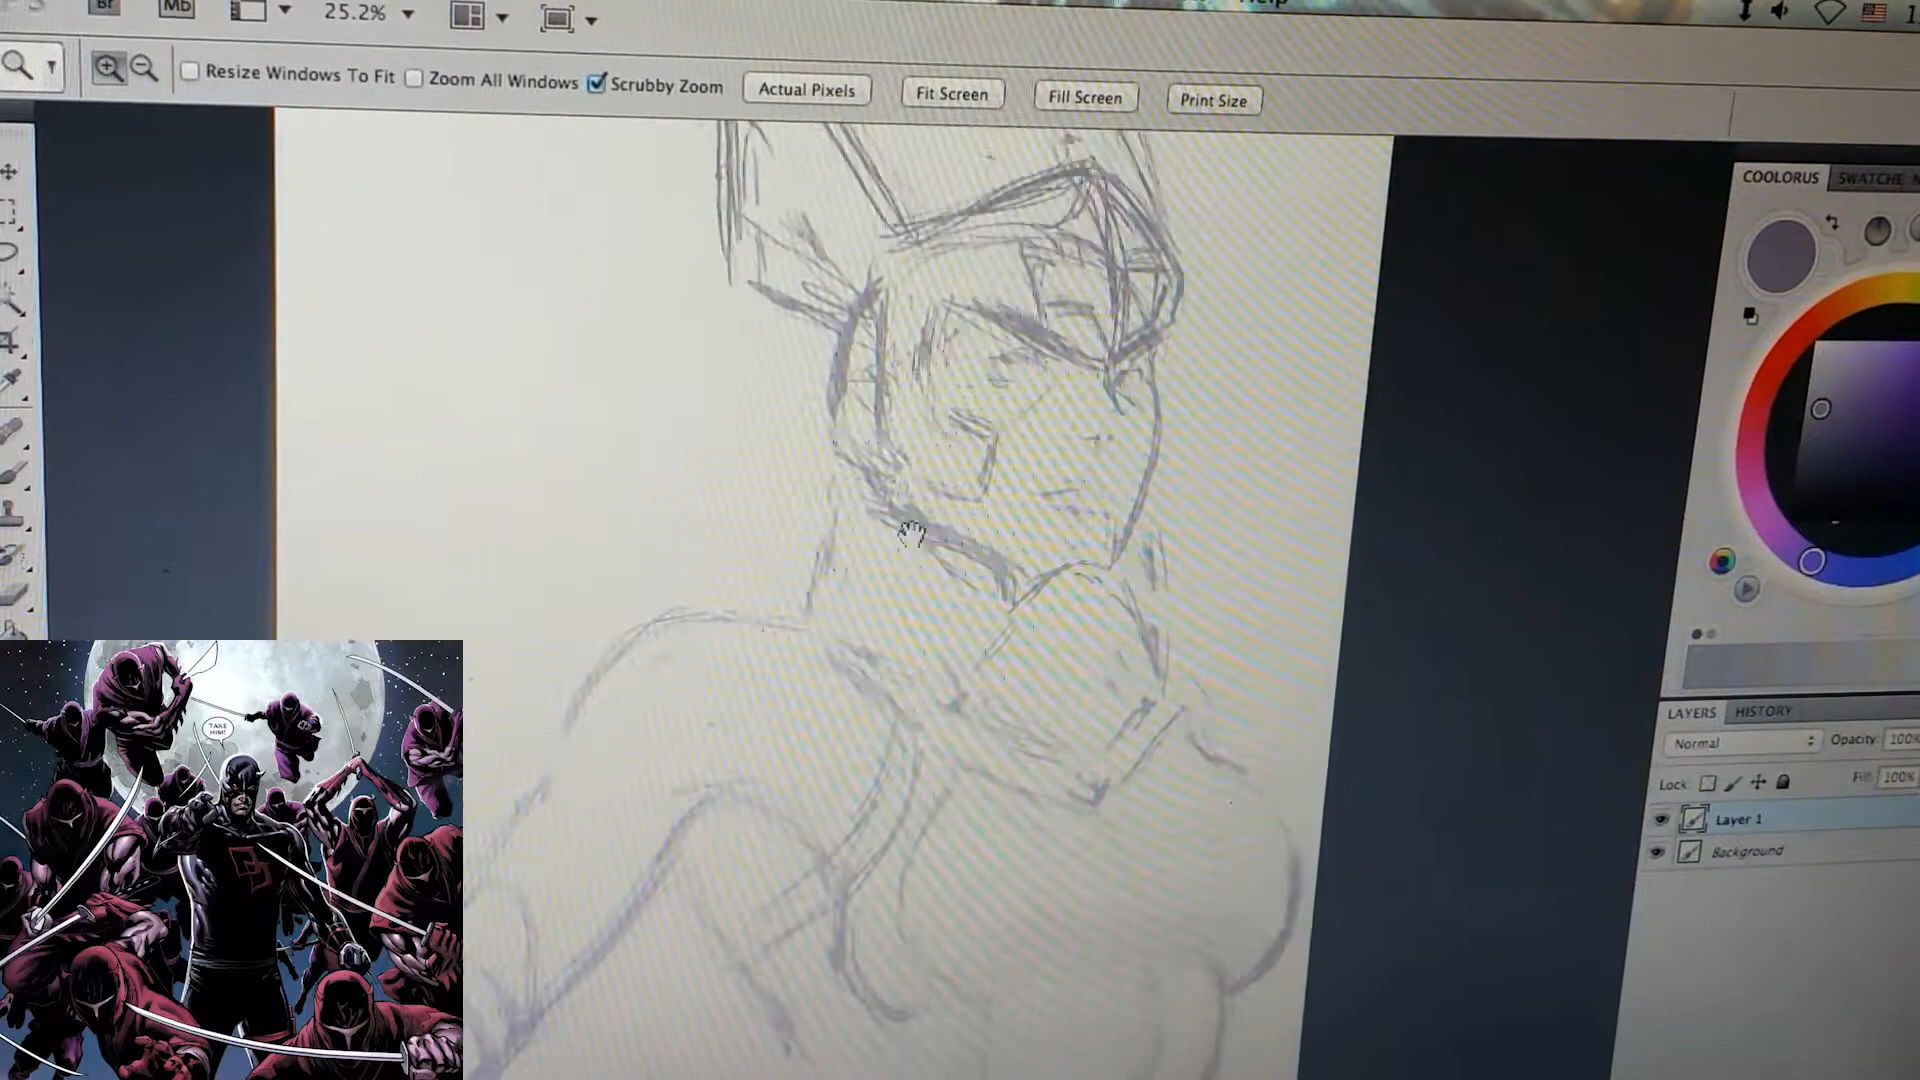 Help
Br
Mb
25.2%
Resize Windows To Fit
Zoom All Windows
Scrubby Zoom
Actual Pixels
Fit Screen
Fill Screen
Print Size
COOLORUS
SWATCHE
LAYERS
HISTORY
Normal
Opacity: 100%
Lock:
Fill: 100%
Layer 1
Background
TAKE
HIM!